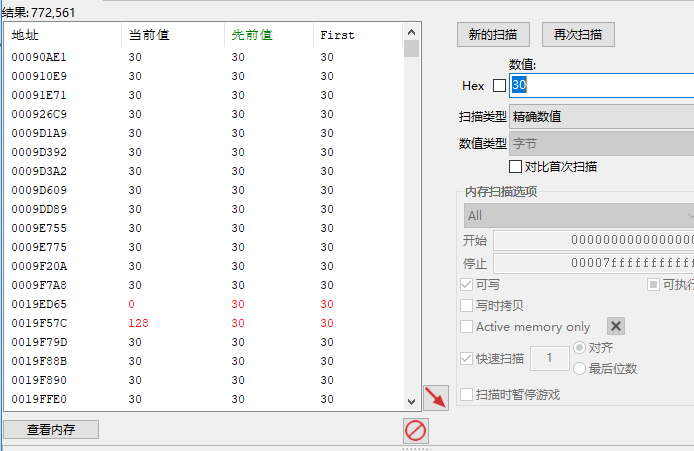 结果: 772,561
地址 当前值 先前值 First
00090AE1 30 30 30
000910E9 30 30 30
00091E71 30 30 30
000926C9 30 30 30
0009D1A9 30 30 30
0009D392 30 30 30
0009D3A2 30 30 30
0009D609 30 30 30
0009DD89 30 30 30
0009E755 30 30 30
0009E775 30 30 30
0009F20A 30 30 30
0009F7A8 30 30 30
0019ED65 0 30 30
0019F57C 128 30 30
0019F79D 30 30 30
0019F88B 30 30 30
0019F890 30 30 30
0019FFE0 30 30 30
查看内存
新的扫描 再次扫描
数值:
Hex 30
扫描类型 精确数值
数值类型 字节
对比首次扫描
内存扫描选项
All
开始 0000000000000000
停止 00007fffffffffff
可写 可执行
写时拷贝
Active memory only
快速扫描 1 对齐
最后位数
扫描时暂停游戏